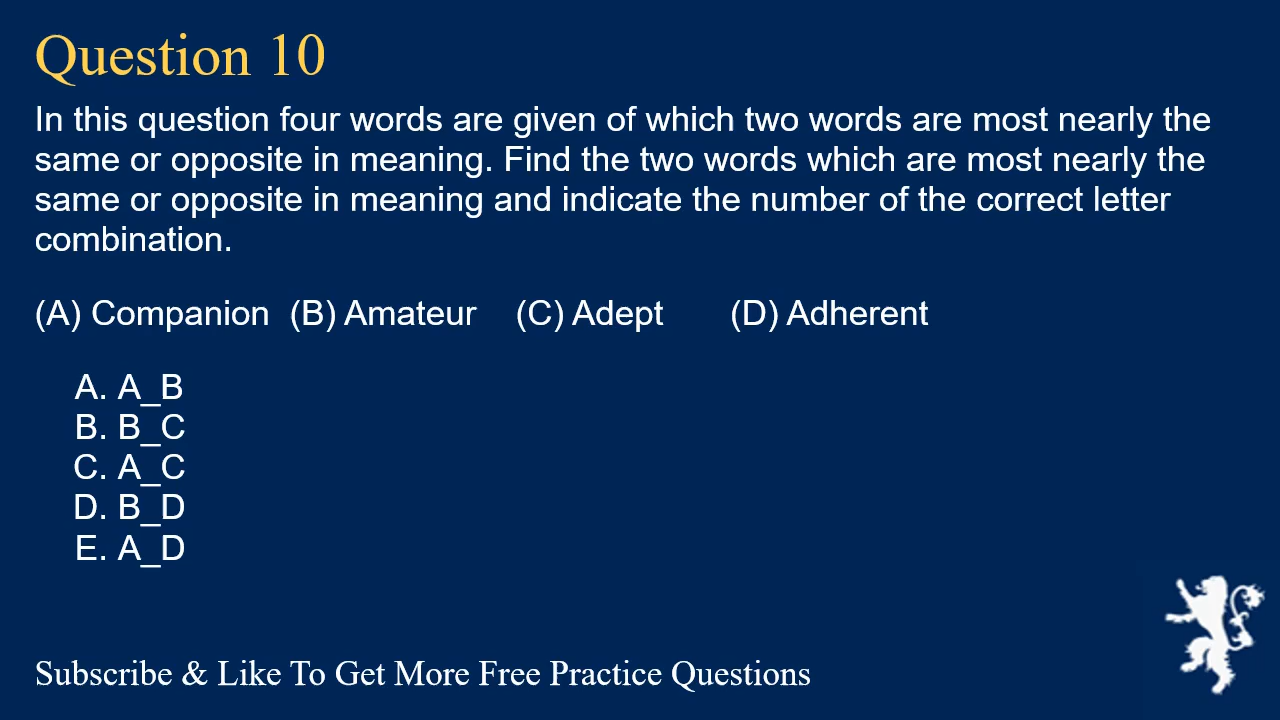 Question 10
In this question four words are given of which two words are most nearly the
same or opposite in meaning. Find the two words which are most nearly the
same or opposite in meaning and indicate the number of the correct letter
combination.
(A) Companion (B) Amateur (C) Adept (D) Adherent
A. A_B
B. B_C
C. A_C
D. B_D
E. A_D
Subscribe & Like To Get More Free Practice Questions